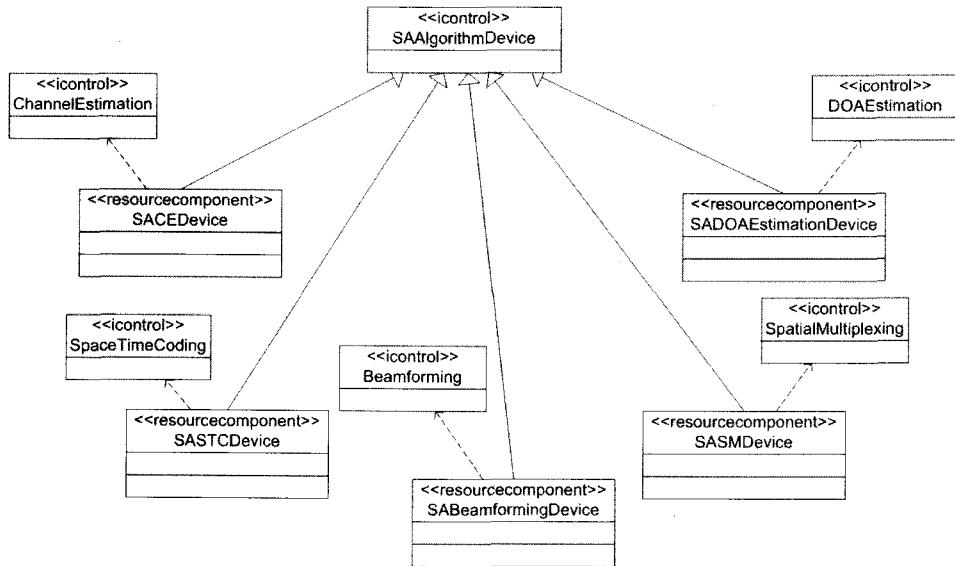 <<icontrol>>
SAAlgorithmDevice
<<icontrol>>
ChannelEstimation
<<icontrol>>
DOAEstimation
<<resourcecomponent>>
SACEDevice
<<resourcecomponent>>
SADOAEstimationDevice
<<icontrol>>
SpaceTimeCoding
<<icontrol>>
Beamforming
<<icontrol>>
SpatialMultiplexing
<<resourcecomponent>>
SASTCDevice
<<resourcecomponent>>
SABeamformingDevice
<<resourcecomponent>>
SASMDevice